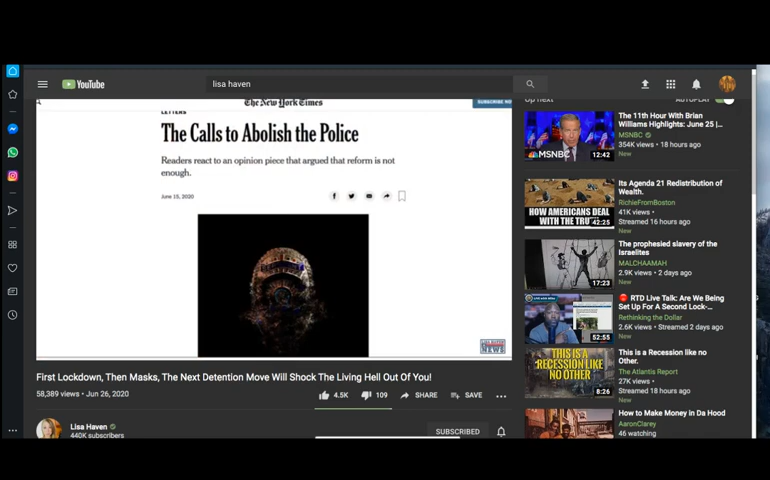 YouTube
lisa haven
The New York Times
SUBSCRIBE NOW
LETTERS
The Calls to Abolish the Police
Readers react to an opinion piece that argued that reform is not
enough.
June 15, 2020
First Lockdown, Then Masks, The Next Detention Move Will Shock The Living Hell Out Of You!
58,389 views • Jun 26, 2020
4.5K
109
SHARE
SAVE
Lisa Haven
440K subscribers
SUBSCRIBED
Up next
AUTOPLAY
MSNBC
12:42
The 11th Hour With Brian
Williams Highlights: June 25 |...
MSNBC
354K views • 18 hours ago
New
HOW AMERICANS DEAL
WITH THE TRU
42:25
Its Agenda 21 Redistribution of
Wealth.
RichieFromBoston
41K views •
Streamed 16 hours ago
New
17:23
The prophesied slavery of the
Israelites
MALCHAAMAH
2.9K views • 2 days ago
New
52:55
RTD Live Talk: Are We Being
Set Up For A Second Lock-...
Rethinking the Dollar
2.6K views • Streamed 2 days ago
New
THIS IS A
RECESSION LIKE
NO OTHER
8:26
This is a Recession like no
Other.
The Atlantis Report
27K views •
Streamed 18 hours ago
New
How to Make Money in Da Hood
AaronClarey
46 watching